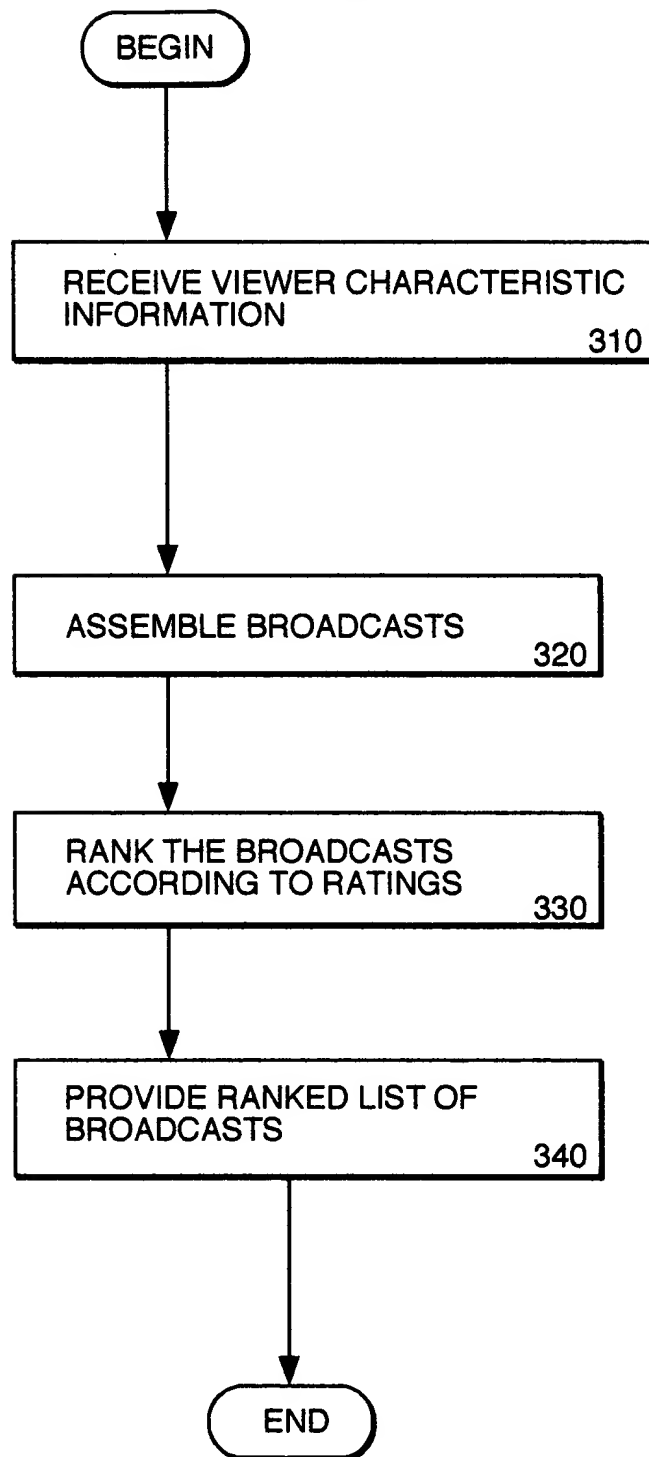 BEGIN
RECEIVE VIEWER CHARACTERISTIC
INFORMATION
310
ASSEMBLE BROADCASTS
320
RANK THE BROADCASTS
ACCORDING TO RATINGS
330
PROVIDE RANKED LIST OF
BROADCASTS
340
END